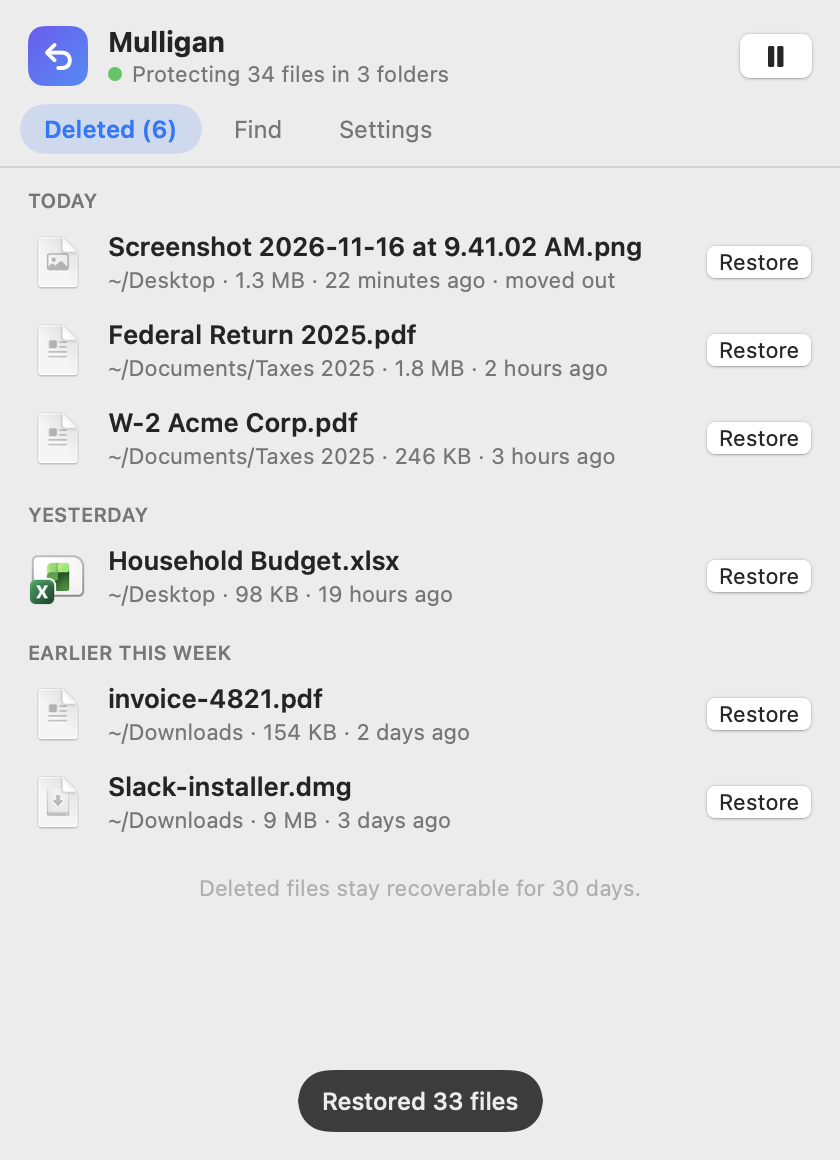 Mulligan
Protecting 34 files in 3 folders
Deleted (6)
Find
Settings
TODAY
Screenshot 2026-11-16 at 9.41.02 AM.png
~/Desktop · 1.3 MB · 22 minutes ago · moved out
Restore
Federal Return 2025.pdf
~/Documents/Taxes 2025 · 1.8 MB · 2 hours ago
Restore
W-2 Acme Corp.pdf
~/Documents/Taxes 2025 · 246 KB · 3 hours ago
Restore
YESTERDAY
X
Household Budget.xlsx
~/Desktop · 98 KB · 19 hours ago
Restore
EARLIER THIS WEEK
invoice-4821.pdf
~/Downloads · 154 KB · 2 days ago
Restore
Slack-installer.dmg
~/Downloads · 9 MB · 3 days ago
Restore
Deleted files stay recoverable for 30 days.
Restored 33 files